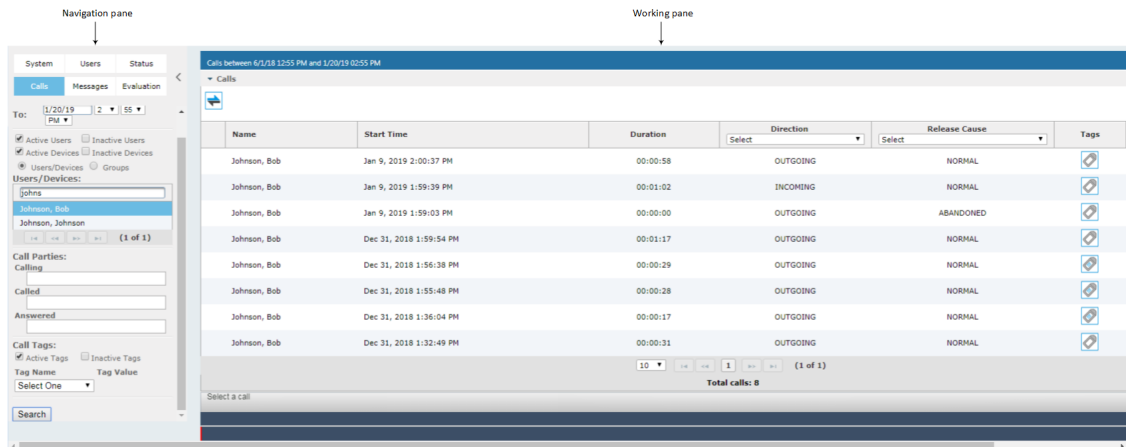 Navigation pane
Working pane
System Users Status
Calls Messages Evaluation
To: 1/20/19 2 55
PM
Active Users Inactive Users
Active Devices Inactive Devices
Users/Devices Groups
Users/Devices:
johns
Johnson, Bob
Johnson, Johnson
(1 of 1)
Call Parties:
Calling
Called
Answered
Call Tags:
Active Tags Inactive Tags
Tag Name Tag Value
Select One
Search
Calls between 6/1/18 12:55 PM and 1/20/19 02:55 PM
Calls
Name Start Time Duration Direction Release Cause Tags
Select Select
Johnson, Bob Jan 9, 2019 2:00:37 PM 00:00:58 OUTGOING NORMAL
Johnson, Bob Jan 9, 2019 1:59:39 PM 00:01:02 INCOMING NORMAL
Johnson, Bob Jan 9, 2019 1:59:03 PM 00:00:00 OUTGOING ABANDONED
Johnson, Bob Dec 31, 2018 1:59:54 PM 00:01:17 OUTGOING NORMAL
Johnson, Bob Dec 31, 2018 1:56:38 PM 00:00:29 OUTGOING NORMAL
Johnson, Bob Dec 31, 2018 1:55:48 PM 00:00:28 OUTGOING NORMAL
Johnson, Bob Dec 31, 2018 1:36:04 PM 00:00:17 OUTGOING NORMAL
Johnson, Bob Dec 31, 2018 1:32:49 PM 00:00:31 OUTGOING NORMAL
10 1 (1 of 1)
Total calls: 8
Select a call